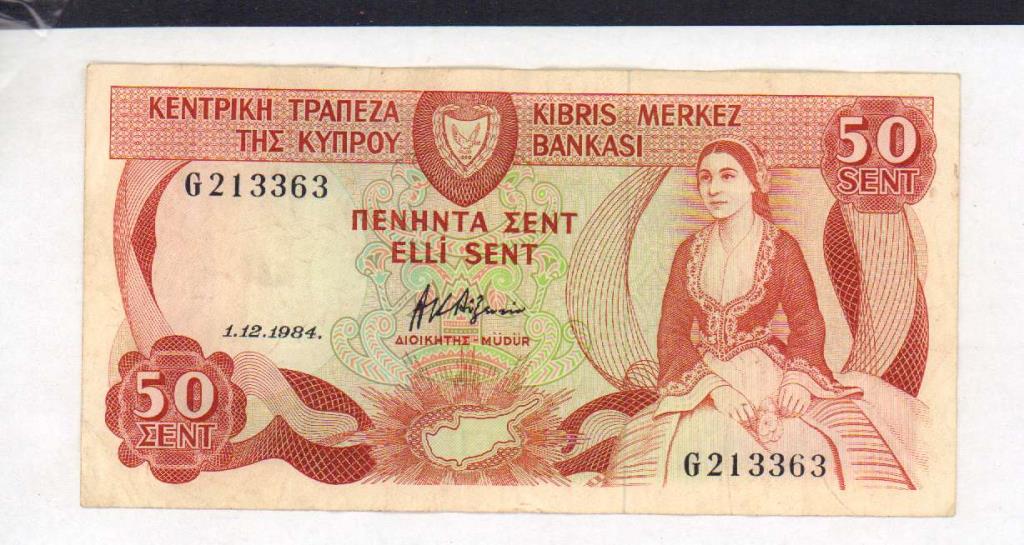 ΚΕΝΤΡΙΚΗ ΤΡΑΠΕΖΑ
ΤΗΣ ΚΥΠΡΟΥ
KIBRIS MERKEZ
BANKASI
50
SENT
G213363
ΠΕΝΗΝΤΑ ΣΕΝΤ
ELLİ SENT
1.12.1984.
ΔΙΟΙΚΗΤΗΣ - MÜDÜR
50
ΣΕΝΤ
G213363